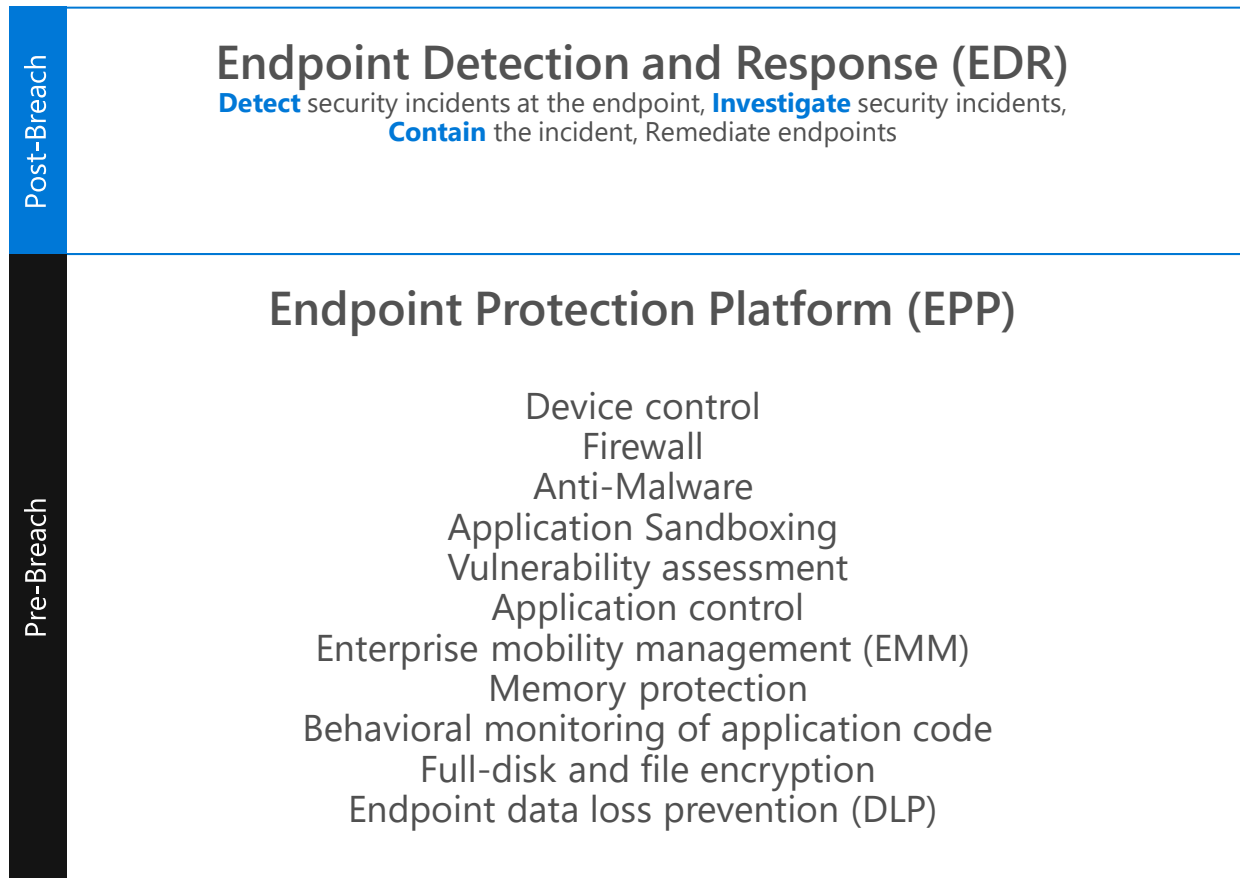 Post-Breach
Endpoint Detection and Response (EDR)
Detect security incidents at the endpoint, Investigate security incidents,
Contain the incident, Remediate endpoints
Pre-Breach
Endpoint Protection Platform (EPP)
Device control
Firewall
Anti-Malware
Application Sandboxing
Vulnerability assessment
Application control
Enterprise mobility management (EMM)
Memory protection
Behavioral monitoring of application code
Full-disk and file encryption
Endpoint data loss prevention (DLP)